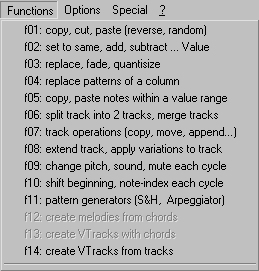 Functions Options Special ?
f01: copy, cut, paste (reverse, random)
f02: set to same, add, subtract ... Value
f03: replace, fade, quantisize
f04: replace patterns of a column
f05: copy, paste notes within a value range
f06: split track into 2 tracks, merge tracks
f07: track operations (copy, move, append...)
f08: extend track, apply variations to track
f09: change pitch, sound, mute each cycle
f10: shift beginning, note-index each cycle
f11: pattern generators (S&H, Arpeggiator)
f12: create melodies from chords
f13: create VTracks with chords
f14: create VTracks from tracks